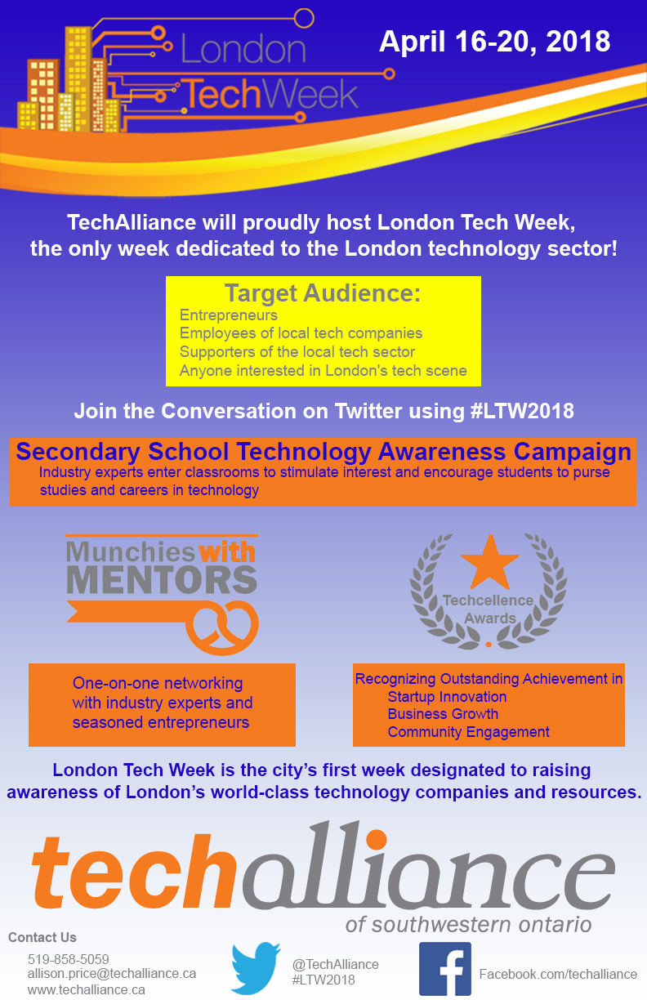 London
TechWeek
April 16-20, 2018
TechAlliance will proudly host London Tech Week,
the only week dedicated to the London technology sector!
Target Audience:
Entrepreneurs
Employees of local tech companies
Supporters of the local tech sector
Anyone interested in London's tech scene
Join the Conversation on Twitter using #LTW2018
Secondary School Technology Awareness Campaign
Industry experts enter classrooms to stimulate interest and encourage students to purse
studies and careers in technology
Munchies with
MENTORS
Techcellence
Awards
One-on-one networking
with industry experts and
seasoned entrepreneurs
Recognizing Outstanding Achievement in
Startup Innovation
Business Growth
Community Engagement
London Tech Week is the city’s first week designated to raising
awareness of London’s world-class technology companies and resources.
techalliance
of southwestern ontario
Contact Us
519-858-5059
allison.price@techalliance.ca
www.techalliance.ca
@TechAlliance
#LTW2018
f
Facebook.com/techalliance